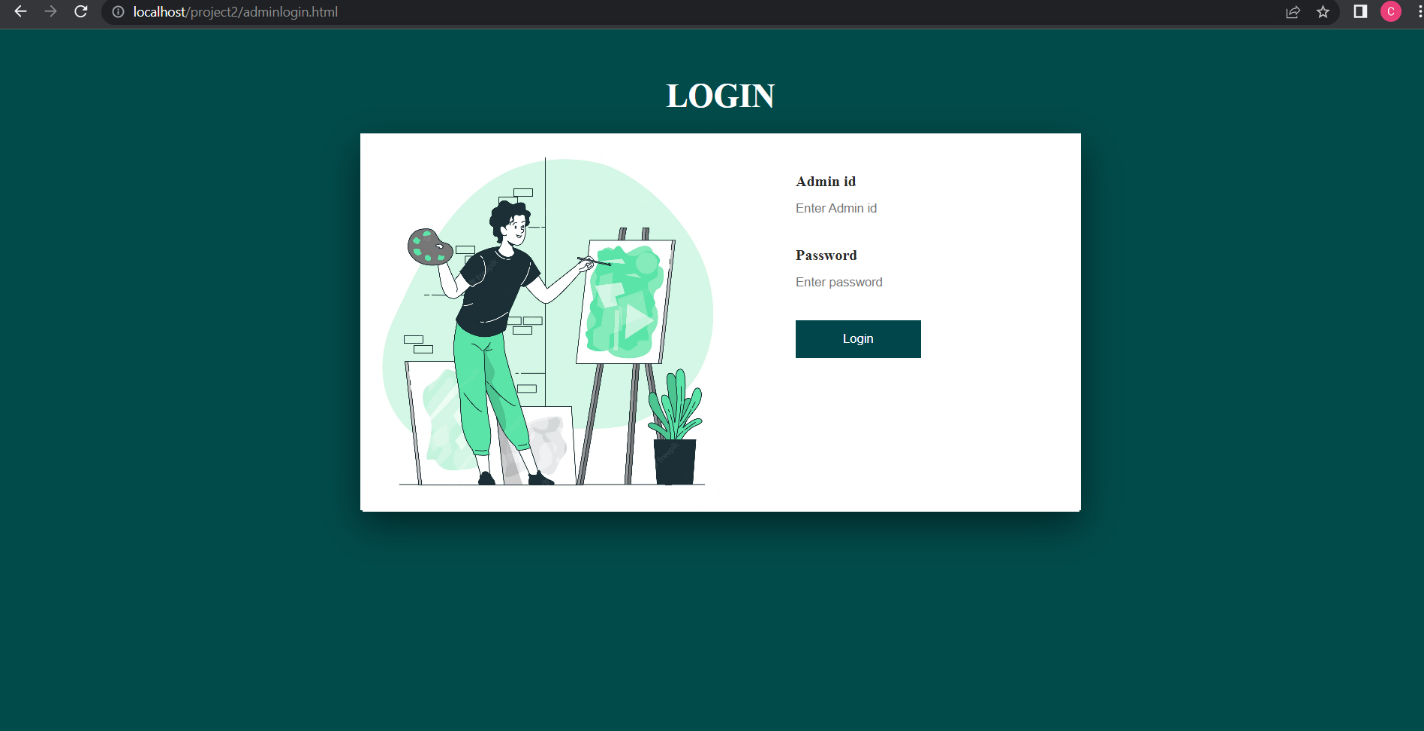 localhost/project2/adminlogin.html
C
LOGIN
Admin id
Enter Admin id
Password
Enter password
Login